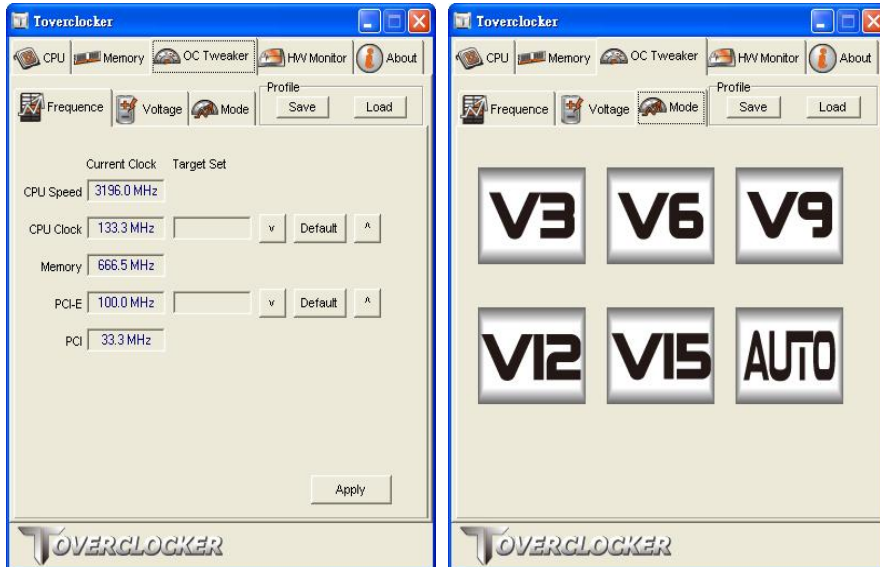 Toverclocker
CPU Memory OC Tweaker H/W Monitor About
Frequence Voltage Mode Profile Save Load
Current Clock Target Set
CPU Speed 3196.0 MHz
CPU Clock 133.3 MHz v Default ^
Memory 666.5 MHz
PCI-E 100.0 MHz v Default ^
PCI 33.3 MHz
Apply
TOVERCLOCKER
Toverclocker
CPU Memory OC Tweaker H/W Monitor About
Frequence Voltage Mode Profile Save Load
V3 V6 V9
V12 V15 AUTO
TOVERCLOCKER